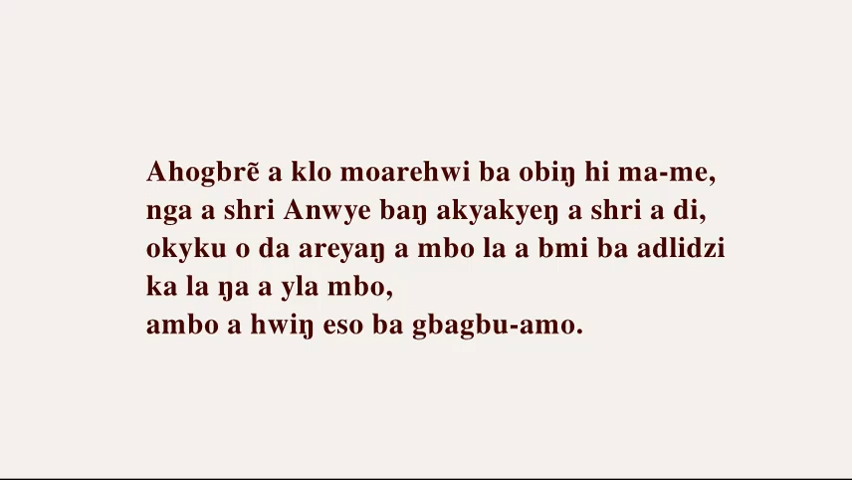 Ahogbrẽ a klo moarehwi ba obiŋ hi ma-me,
nga a shri Anwye baŋ akyakyeŋ a shri a di,
okyku o da areyaŋ a mbo la a bmi ba adlidzi
ka la ŋa a yla mbo,
ambo a hwiŋ eso ba gbagbu-amo.